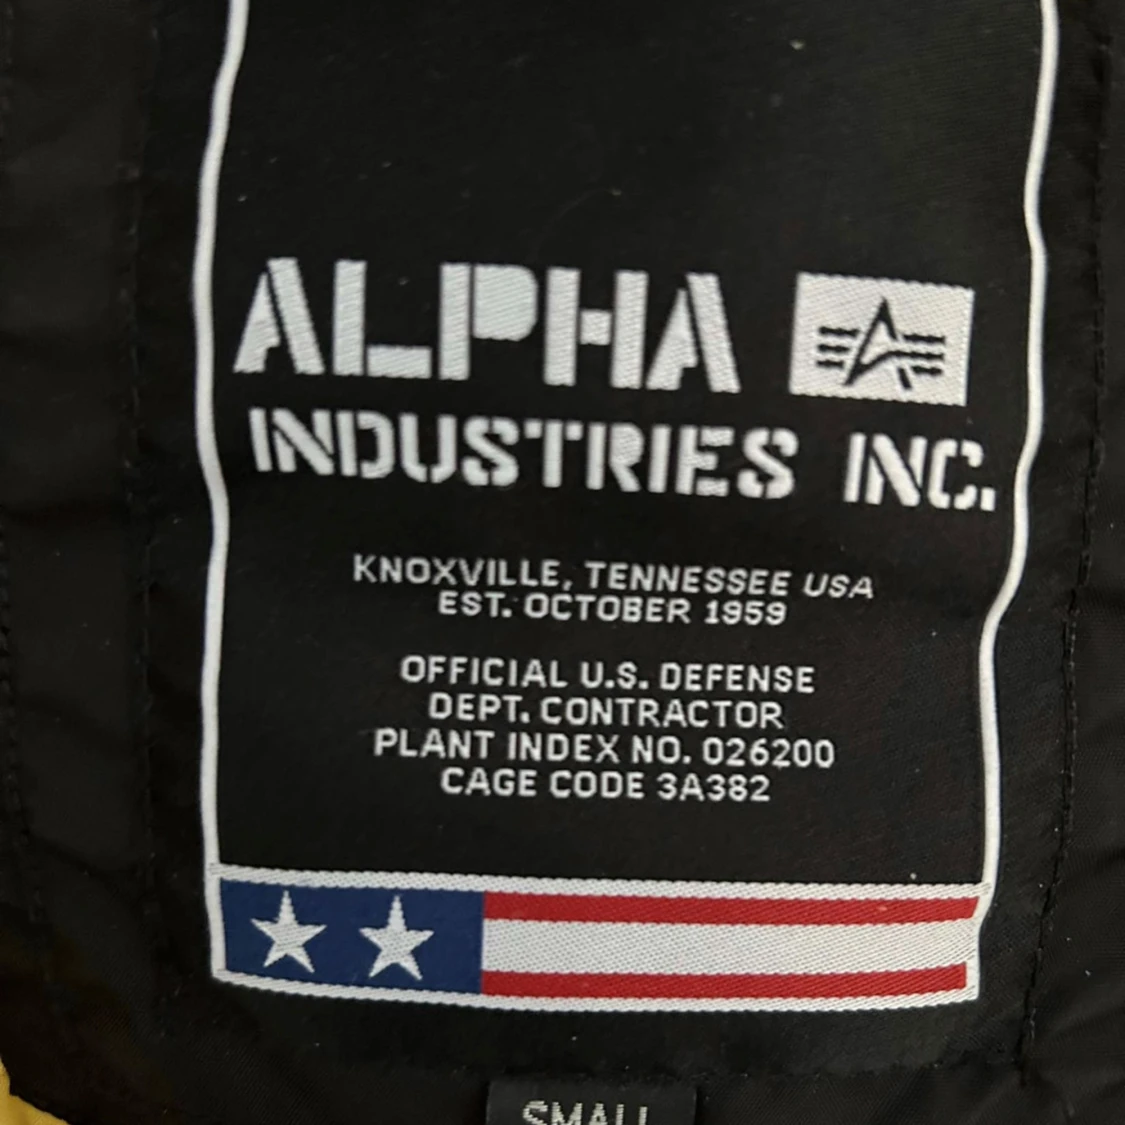 ALPHA
INDUSTRIES INC.
KNOXVILLE, TENNESSEE USA
EST. OCTOBER 1959
OFFICIAL U.S. DEFENSE
DEPT. CONTRACTOR
PLANT INDEX NO. 026200
CAGE CODE 3A382
SMALL